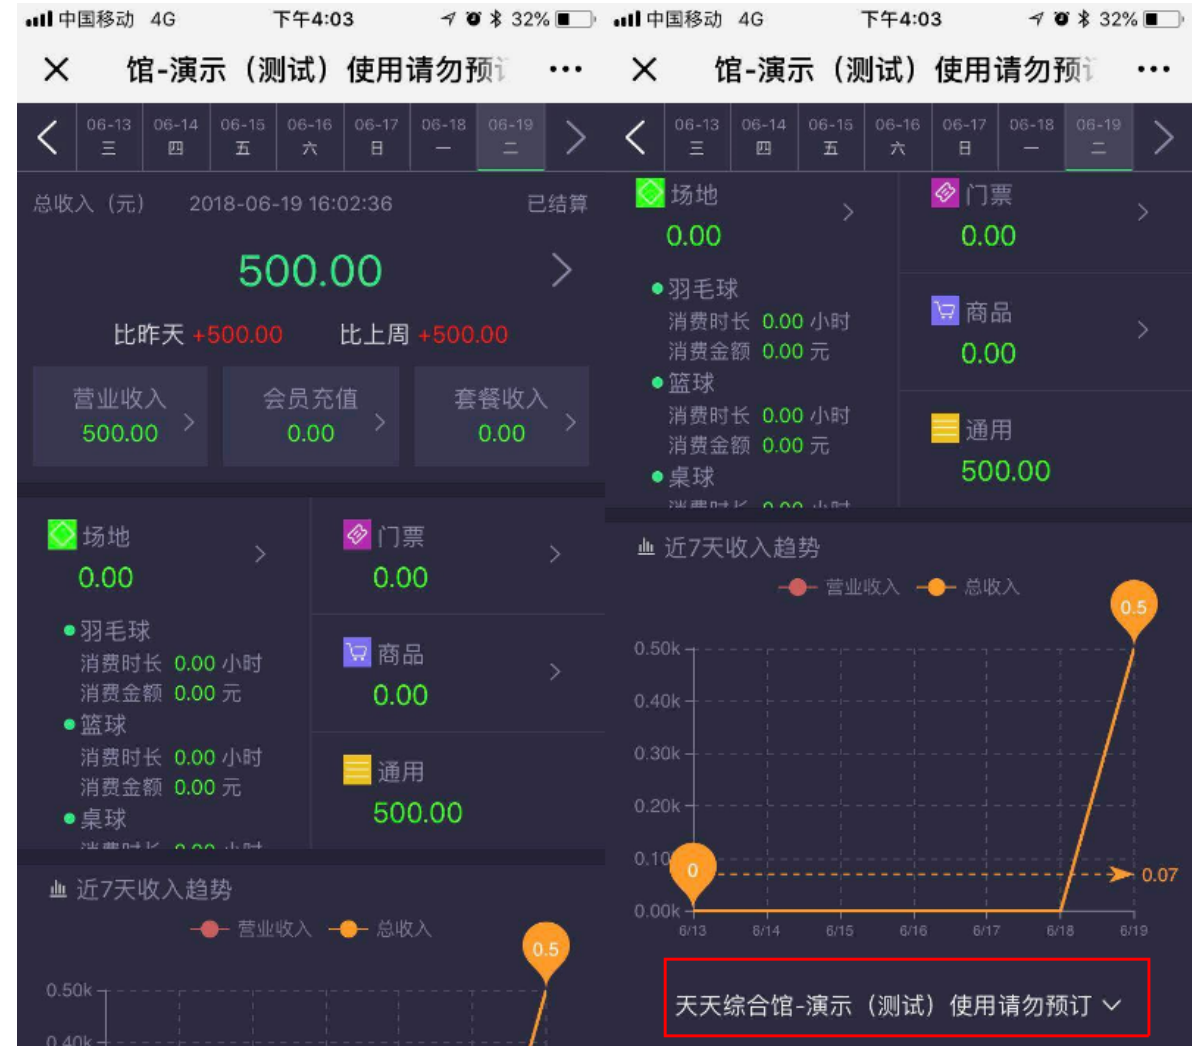 中国移动 4G 下午4:03 32%
馆-演示（测试）使用请勿预
06-13 06-14 06-15 06-16 06-17 06-18 06-19
三 四 五 六 日 一 二
总收入（元） 2018-06-19 16:02:36 已结算
500.00
比昨天 +500.00 比上周 +500.00
营业收入 会员充值 套餐收入
500.00 0.00 0.00
场地
0.00
羽毛球
消费时长 0.00 小时
消费金额 0.00 元
篮球
消费时长 0.00 小时
消费金额 0.00 元
桌球
门票
0.00
商品
0.00
通用
500.00
近7天收入趋势
营业收入 总收入
0.5
0.50k
0.40k
中国移动 4G 下午4:03 32%
馆-演示（测试）使用请勿预
06-13 06-14 06-15 06-16 06-17 06-18 06-19
三 四 五 六 日 一 二
场地
0.00
羽毛球
消费时长 0.00 小时
消费金额 0.00 元
篮球
消费时长 0.00 小时
消费金额 0.00 元
桌球
门票
0.00
商品
0.00
通用
500.00
近7天收入趋势
营业收入 总收入
0.5
0.50k
0.40k
0.30k
0.20k
0.10
0
0.07
0.00k
6/13 6/14 6/15 6/16 6/17 6/18 6/19
天天综合馆-演示（测试）使用请勿预订